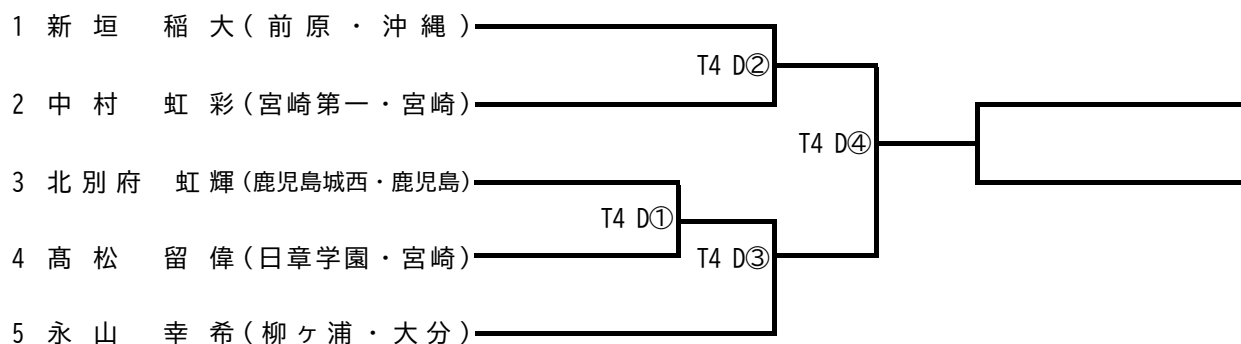 1 新垣 稲大(前原・沖縄)
T4 D②
2 中村 虹彩(宮崎第一・宮崎)
T4 D④
3 北別府 虹輝(鹿児島城西・鹿児島)
T4 D①
4 髙松 留偉(日章学園・宮崎)
T4 D③
5 永山 幸希(柳ヶ浦・大分)